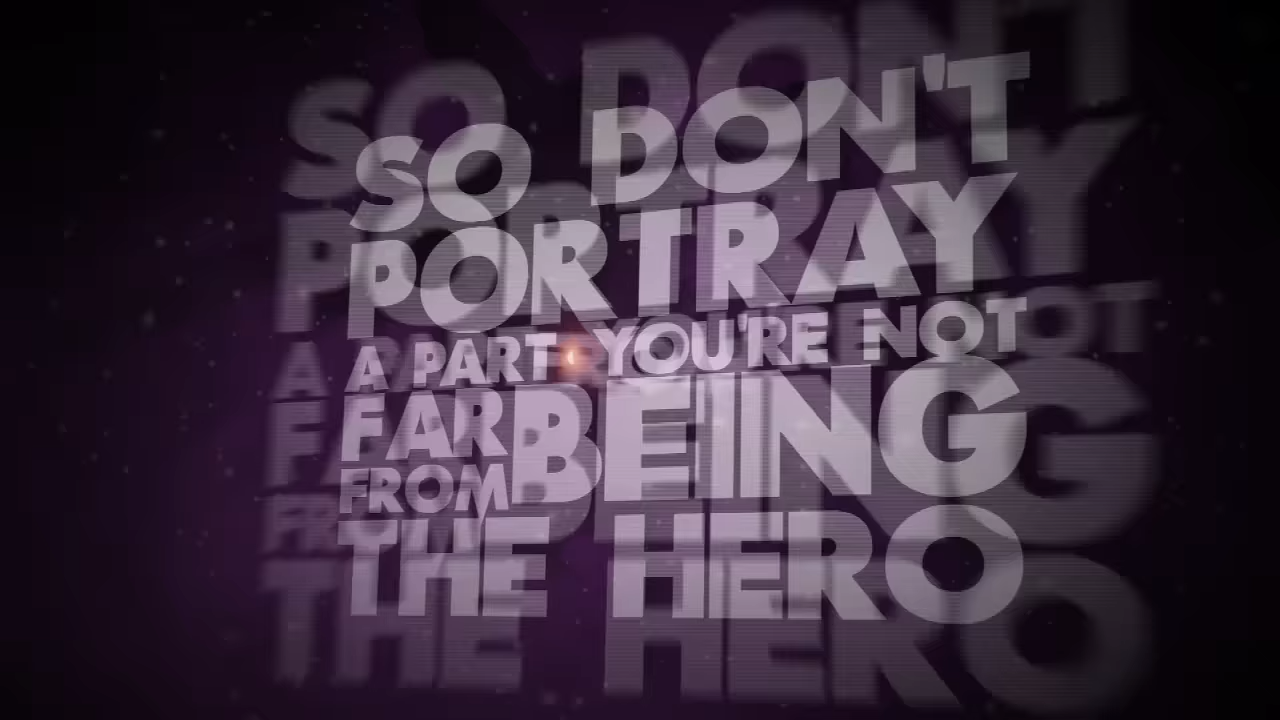 SO DON'T
PORTRAY
A PART YOU'RE NOT
FAR
FROM BEING
THE HERO